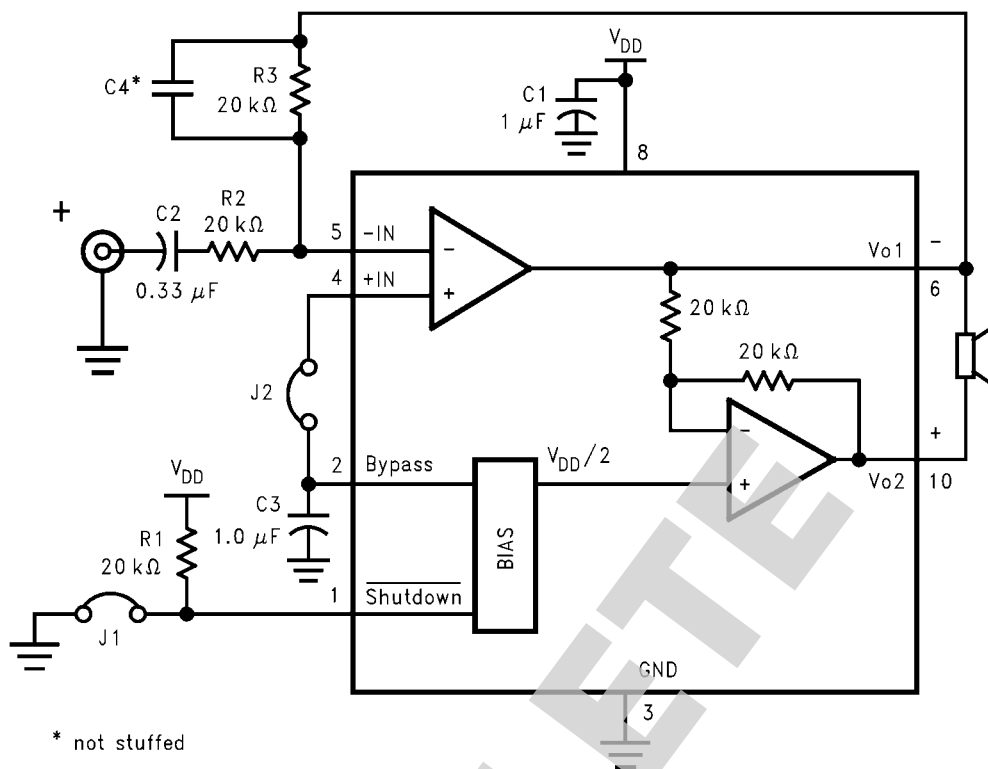 VDD
C4*
R3
20 kΩ
C1
1 μF
8
+
C2
0.33 μF
R2
20 kΩ
5
-IN
4
+IN
-
+
Vo1
-
6
20 kΩ
20 kΩ
J2
2
Bypass
VDD/2
-
+
+
Vo2
10
VDD
R1
20 kΩ
C3
1.0 μF
BIAS
1
Shutdown
J1
GND
3
* not stuffed
ETE